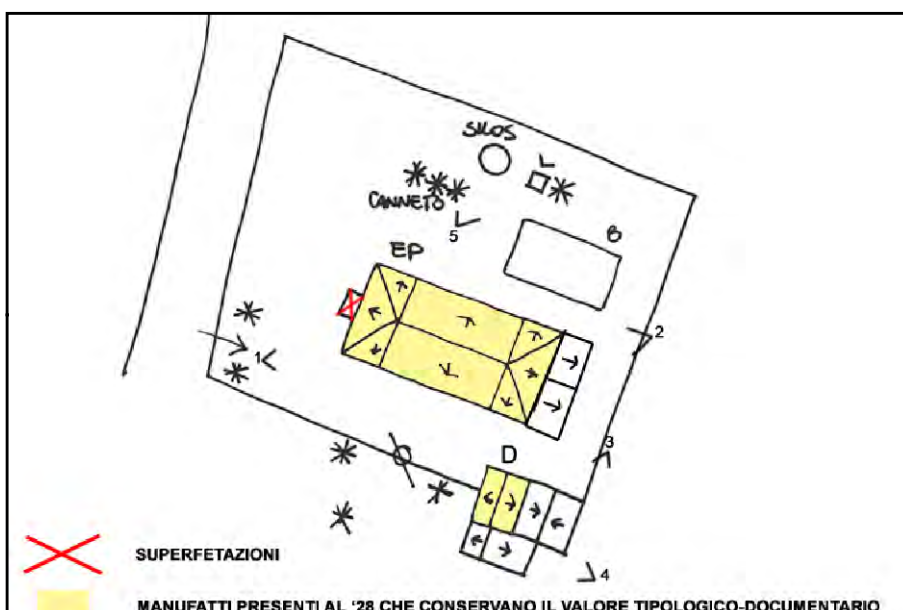 SILOS
CANNETO
5
B
EP
2
1
3
D
4
SUPERFETAZIONI
MANUFATTI PRESENTI AL '28 CHE CONSERVANO IL VALORE TIPOLOGICO-DOCUMENTARIO